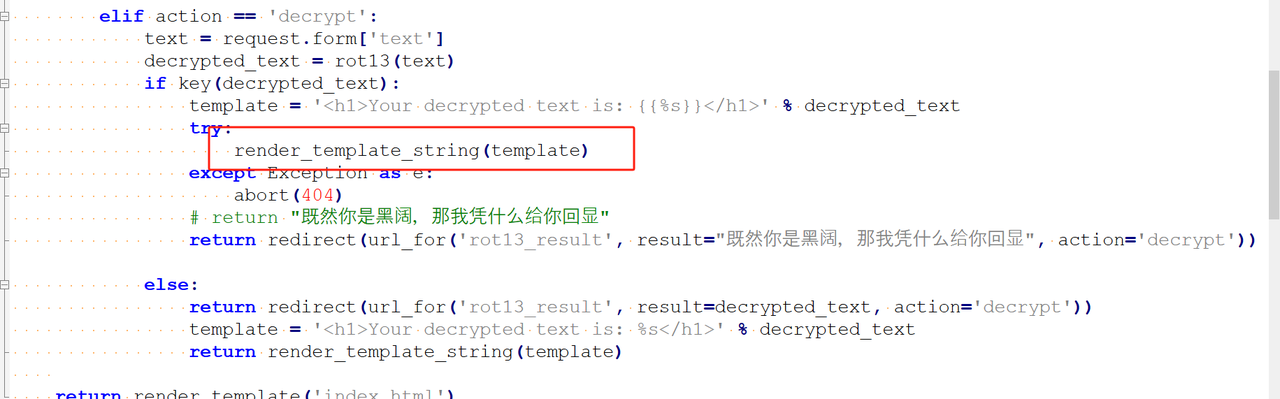 elif action == 'decrypt':
text = request.form['text']
decrypted_text = rot13(text)
if key(decrypted_text):
template = '<h1>Your decrypted text is: {{%s}}</h1>' % decrypted_text
try:
render_template_string(template)
except Exception as e:
abort(404)
# return "既然你是黑阔, 那我凭什么给你回显"
return redirect(url_for('rot13_result', result="既然你是黑阔, 那我凭什么给你回显", action='decrypt'))
else:
return redirect(url_for('rot13_result', result=decrypted_text, action='decrypt'))
template = '<h1>Your decrypted text is: %s</h1>' % decrypted_text
return render_template_string(template)
return render_template('index.html')